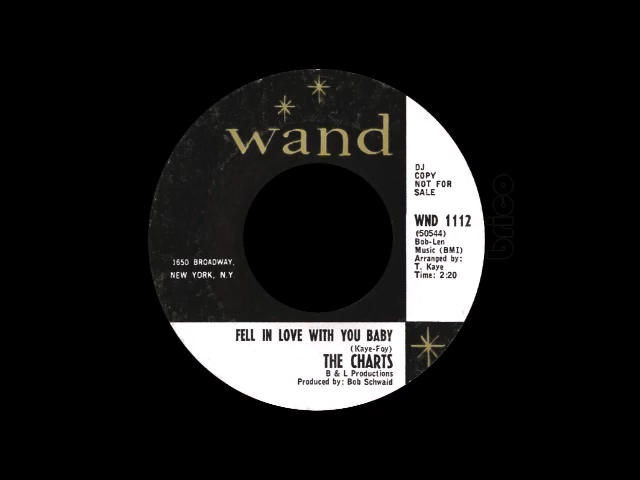 wand
DJ
COPY
NOT FOR
SALE
WND 1112
(50544)
Bob-Len
Music (BMI)
Arranged by:
T. Kaye
Time: 2:20
1650 BROADWAY,
NEW YORK, N.Y.
FELL IN LOVE WITH YOU BABY
(Kaye-Foy)
THE CHARTS
B & L Productions
Produced by: Bob Schwaid
brico